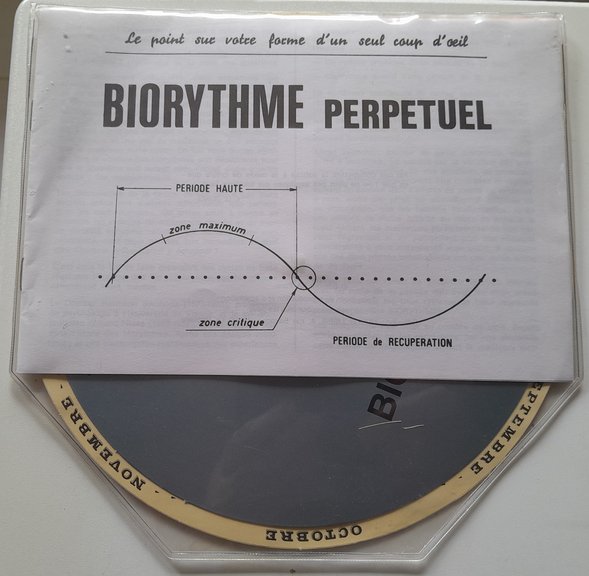 Le point sur votre forme d'un seul coup d'œil
BIORYTHME PERPETUEL
PERIODE HAUTE
zone maximum
zone critique
PERIODE de RECUPERATION
BIO
NOVEMBRE
OCTOBRE
SEPTEMBRE